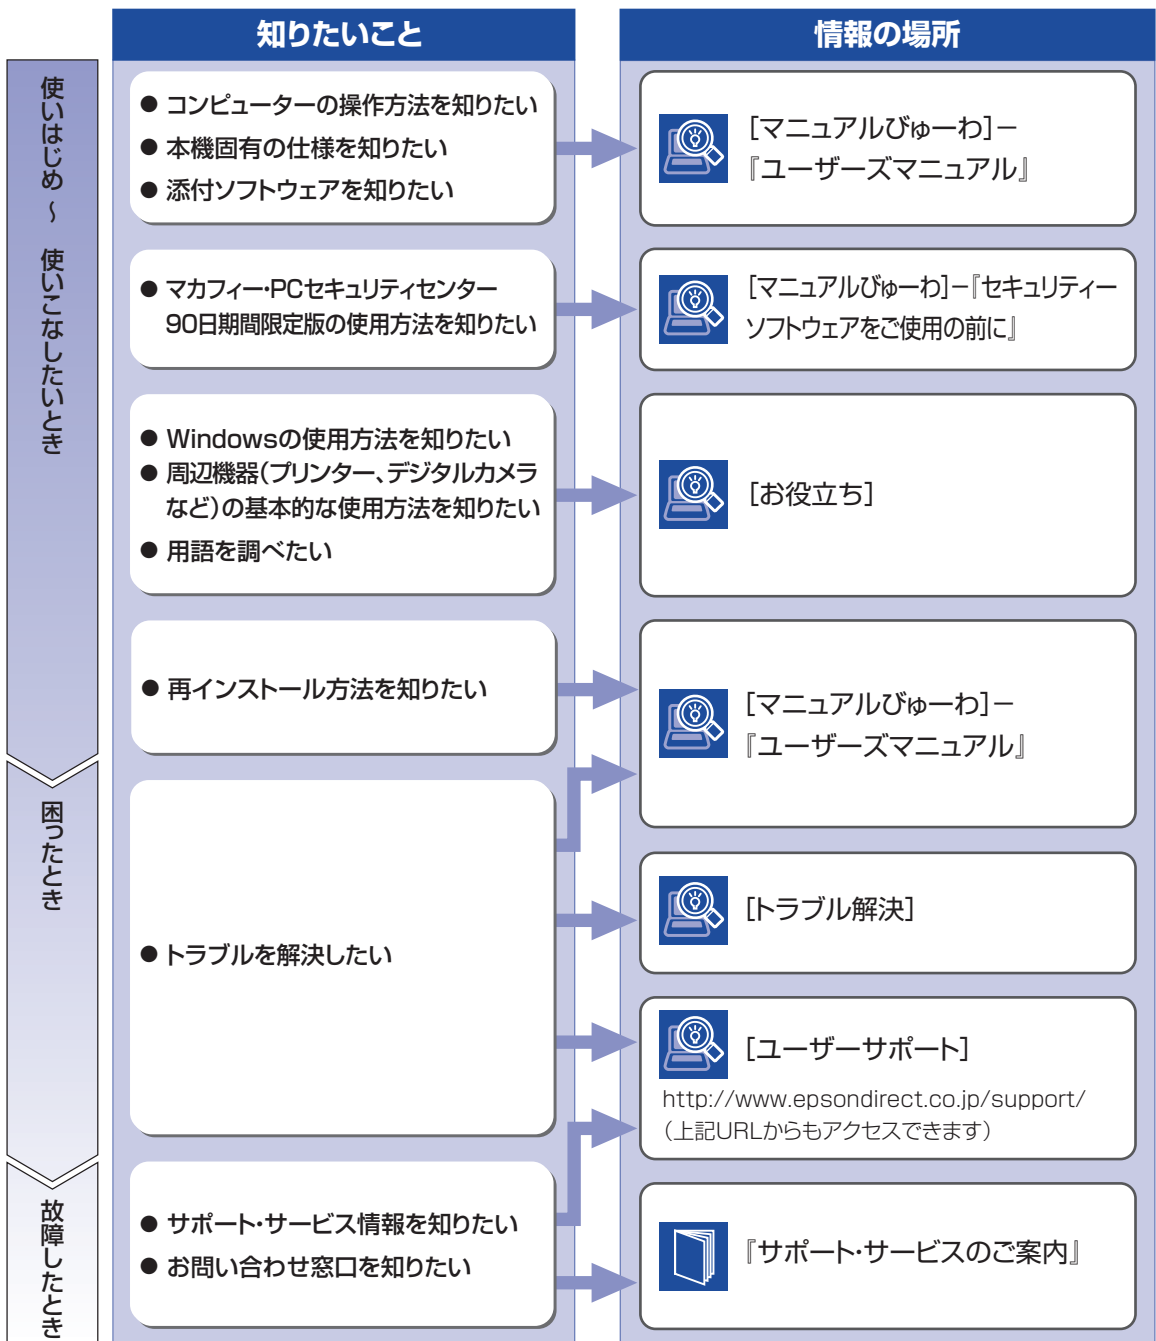 知りたいこと
情報の場所
使いはじめ ～ 使いこなしたいとき
● コンピューターの操作方法を知りたい
● 本機固有の仕様を知りたい
● 添付ソフトウェアを知りたい
[マニュアルびゅーわ]－
『ユーザーズマニュアル』
● マカフィー・PCセキュリティセンター
90日期間限定版の使用方法を知りたい
[マニュアルびゅーわ]－『セキュリティー
ソフトウェアをご使用の前に』
● Windowsの使用方法を知りたい
● 周辺機器（プリンター、デジタルカメラ
など）の基本的な使用方法を知りたい
● 用語を調べたい
[お役立ち]
● 再インストール方法を知りたい
[マニュアルびゅーわ]－
『ユーザーズマニュアル』
困ったとき
● トラブルを解決したい
[トラブル解決]
[ユーザーサポート]
http://www.epsondirect.co.jp/support/
（上記URLからもアクセスできます）
故障したとき
● サポート・サービス情報を知りたい
● お問い合わせ窓口を知りたい
『サポート・サービスのご案内』